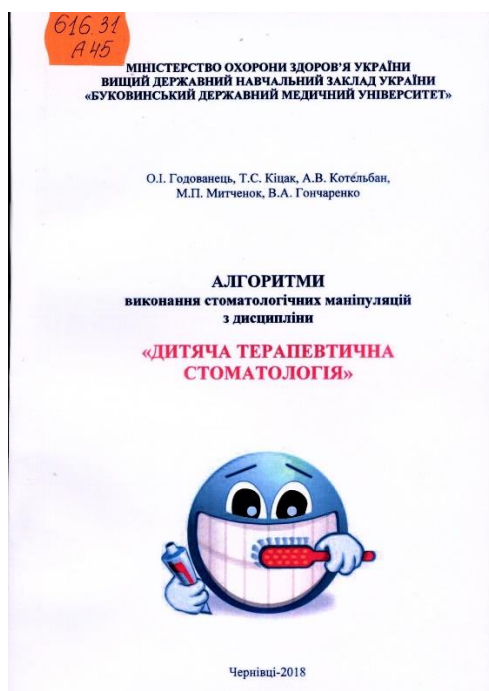 616.31
А45
МІНІСТЕРСТВО ОХОРОНИ ЗДОРОВ’Я УКРАЇНИ
ВИЩИЙ ДЕРЖАВНИЙ НАВЧАЛЬНИЙ ЗАКЛАД УКРАЇНИ
«БУКОВИНСЬКИЙ ДЕРЖАВНИЙ МЕДИЧНИЙ УНІВЕРСИТЕТ»
О.І. Годованець, Т.С. Кіцак, А.В. Котельбан,
М.П. Митченок, В.А. Гончаренко
АЛГОРИТМИ
виконання стоматологічних маніпуляцій
з дисципліни
«ДИТЯЧА ТЕРАПЕВТИЧНА
СТОМАТОЛОГІЯ»
Чернівці-2018